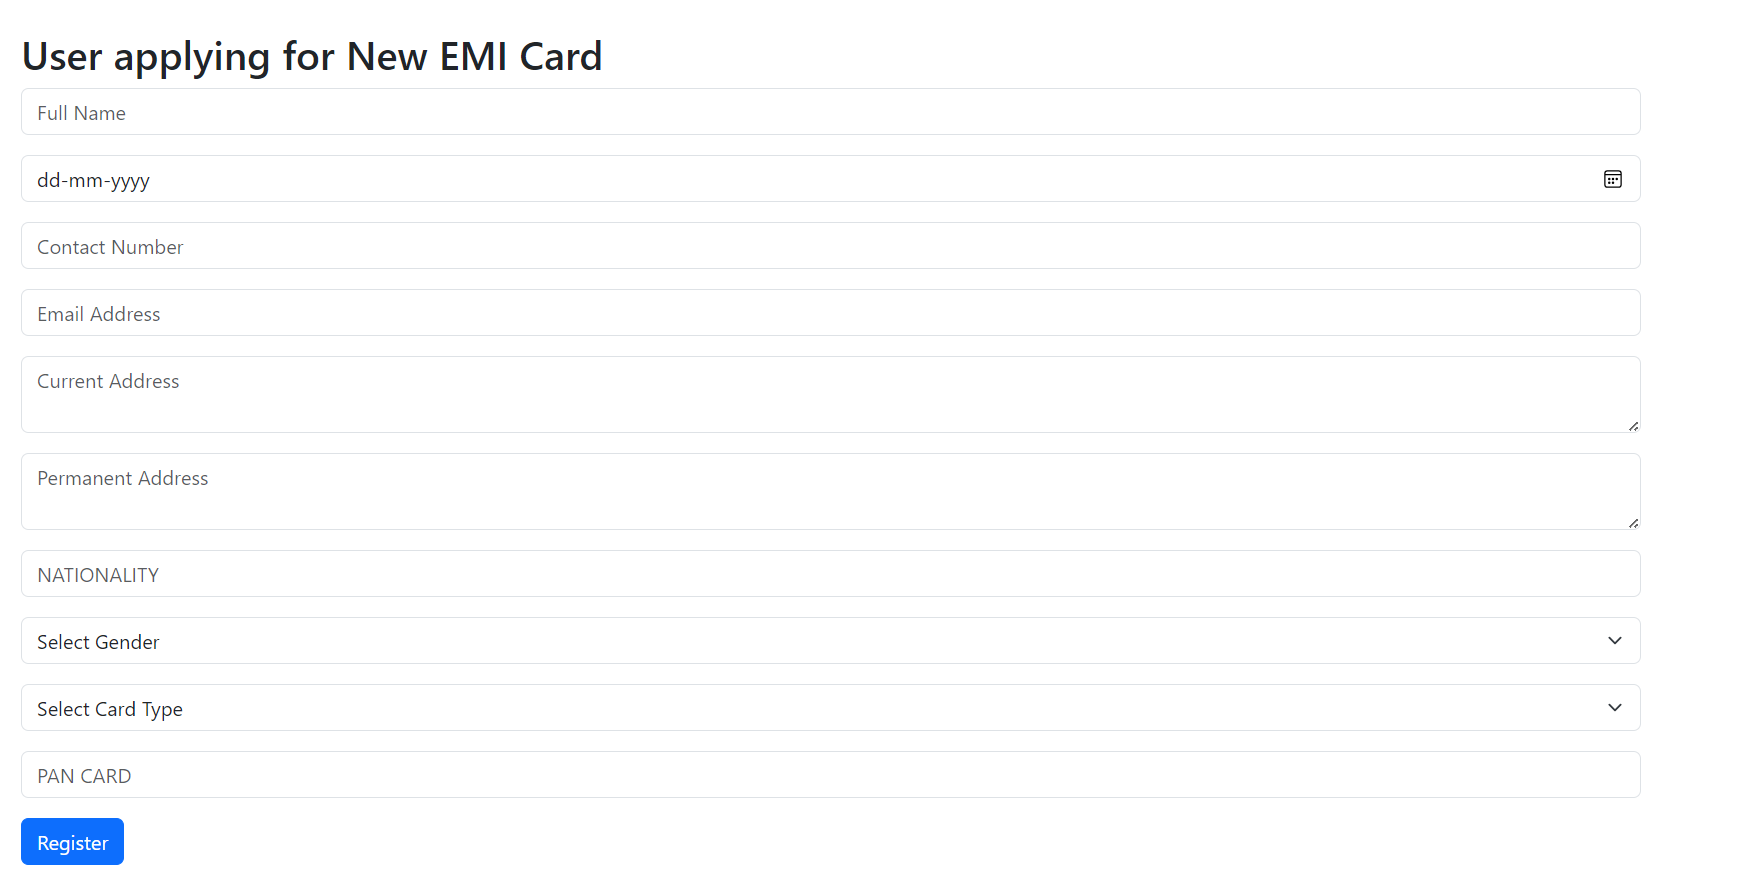 User applying for New EMI Card
Full Name
dd-mm-yyyy
Contact Number
Email Address
Current Address
Permanent Address
NATIONALITY
Select Gender
Select Card Type
PAN CARD
Register